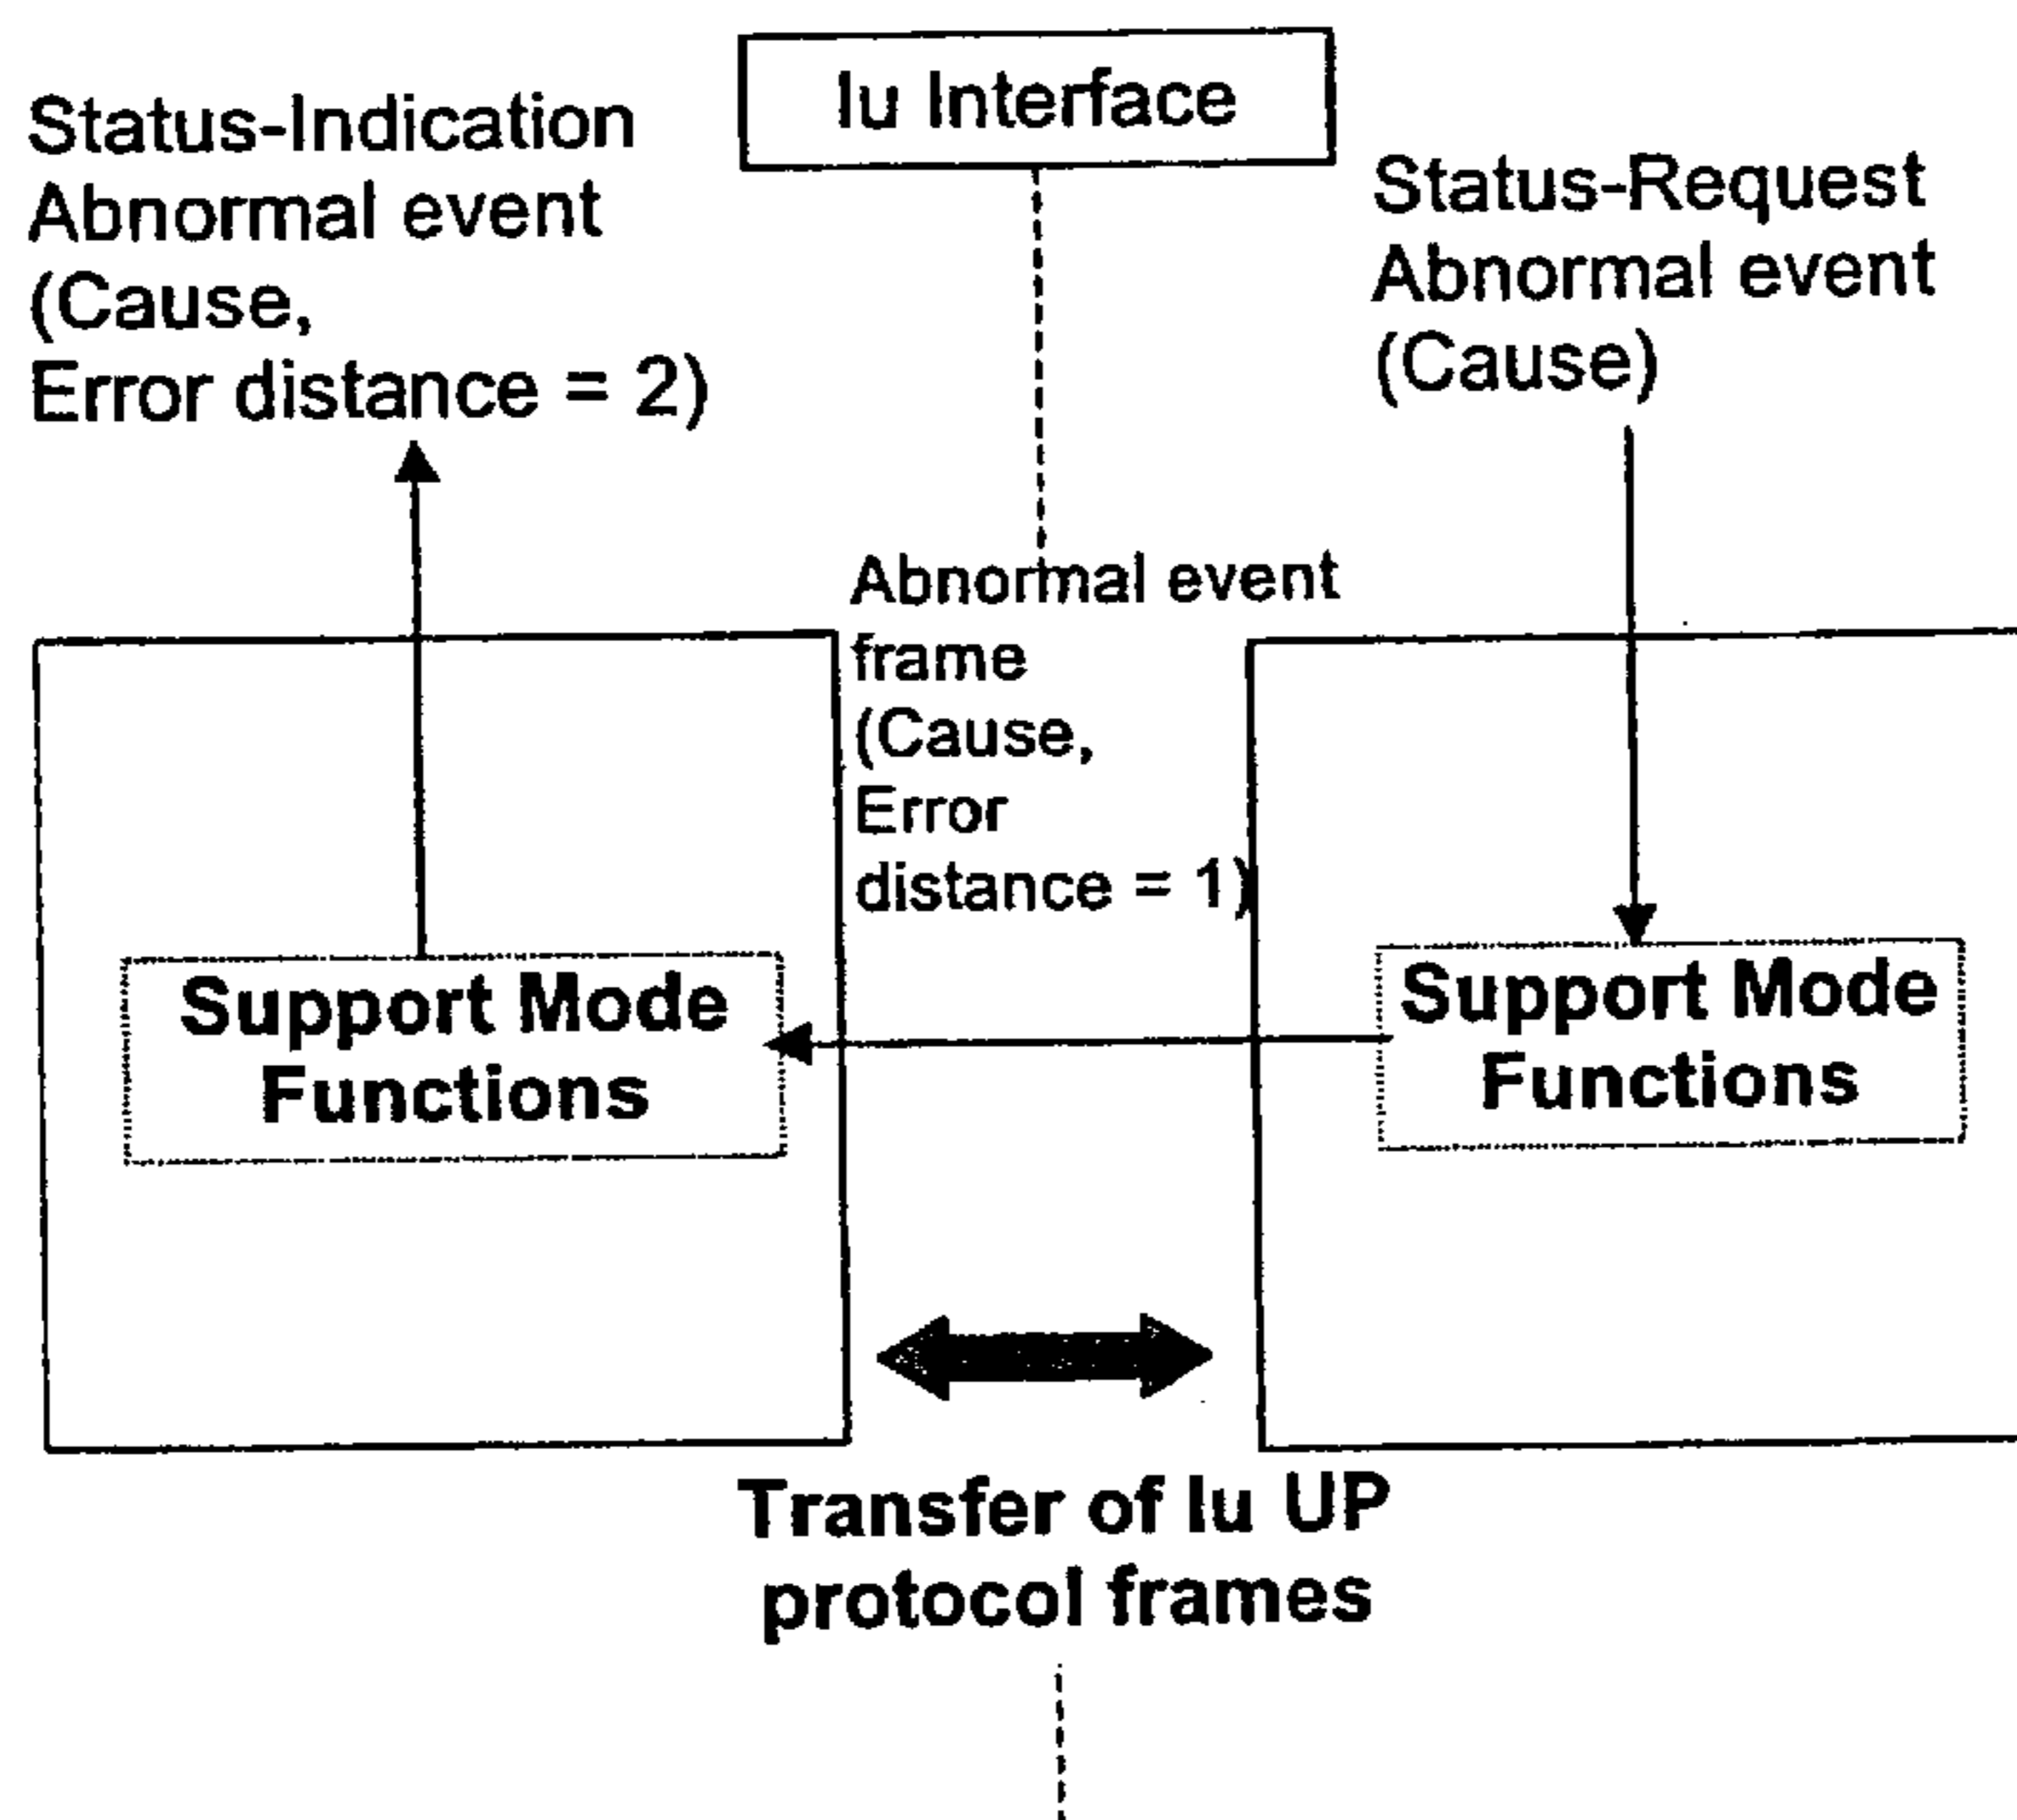 Iu Interface
Status-Indication
Abnormal event
(Cause,
Error distance = 2)
Status-Request
Abnormal event
(Cause)
Abnormal event
frame
(Cause,
Error
distance = 1)
Support Mode
Functions
Support Mode
Functions
Transfer of Iu UP
protocol frames